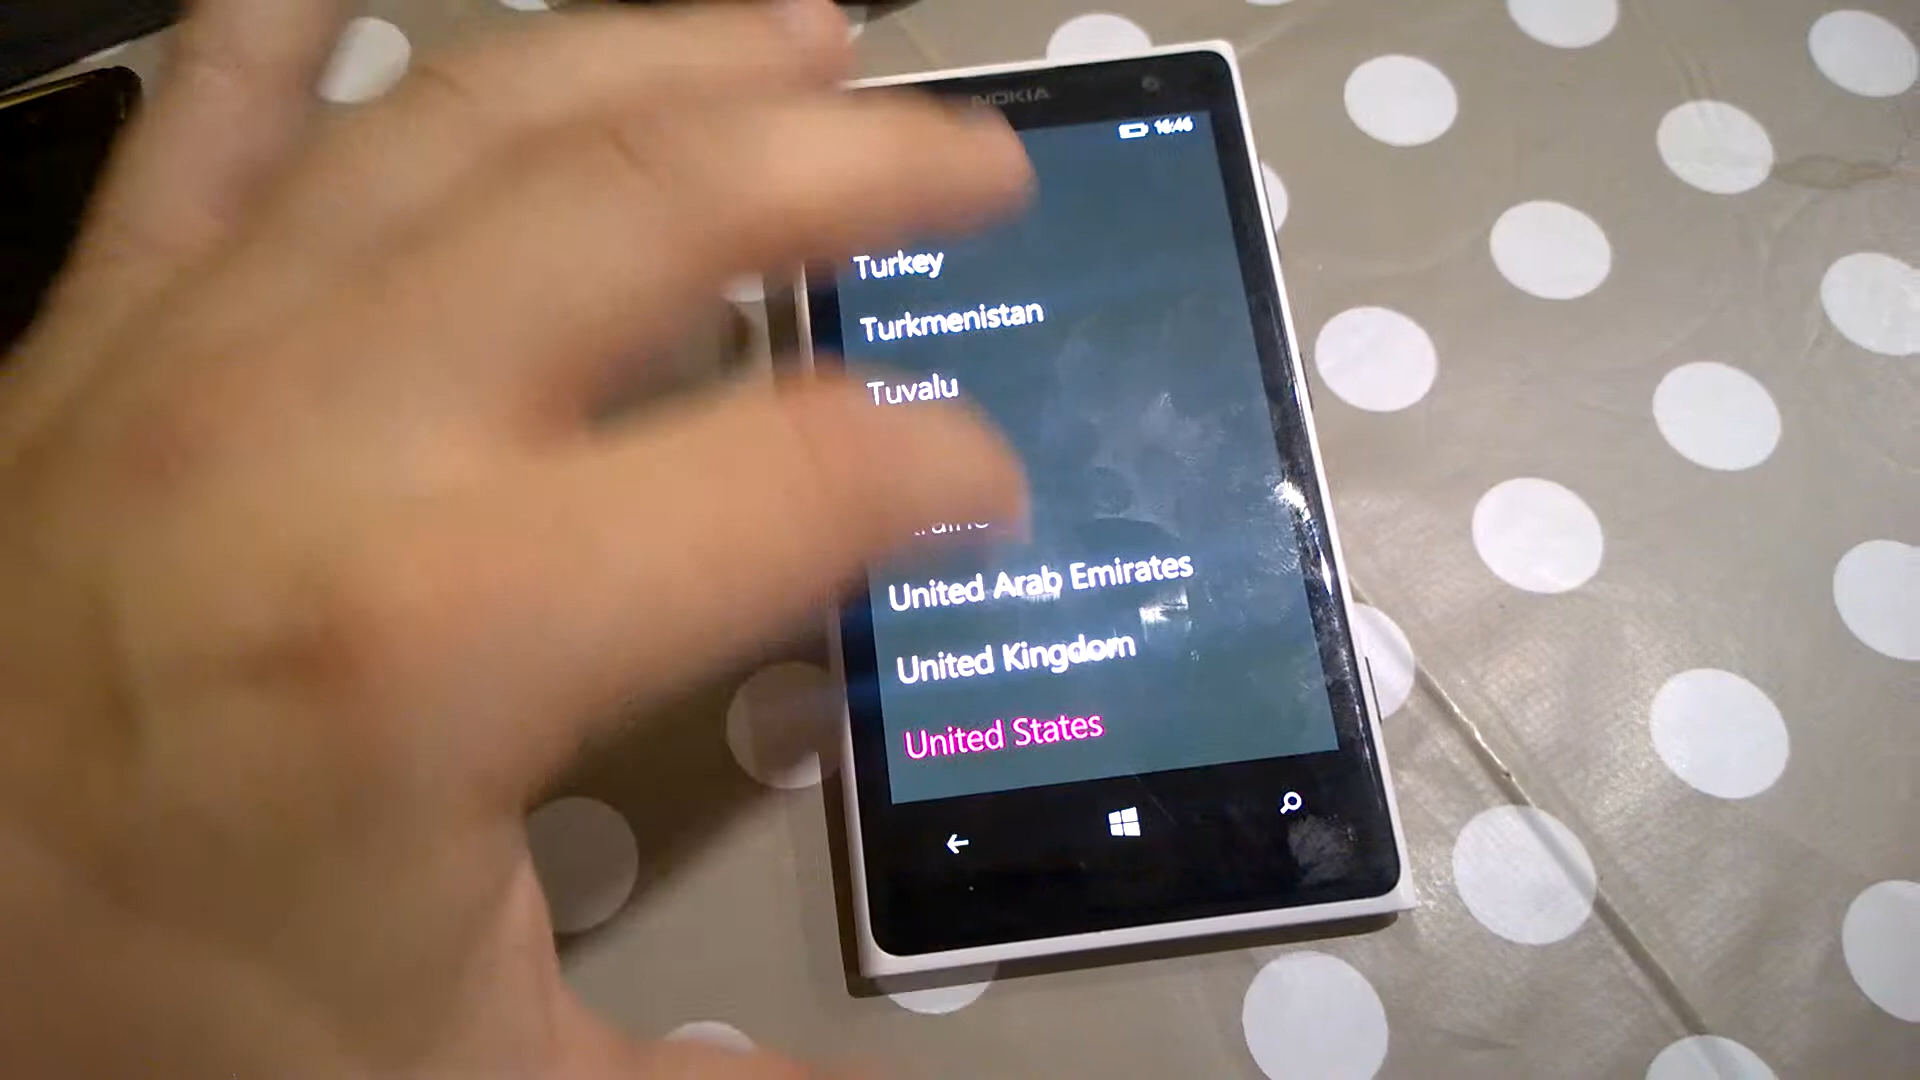 NOKIA
16:46
Turkey
Turkmenistan
Tuvalu
United Arab Emirates
United Kingdom
United States